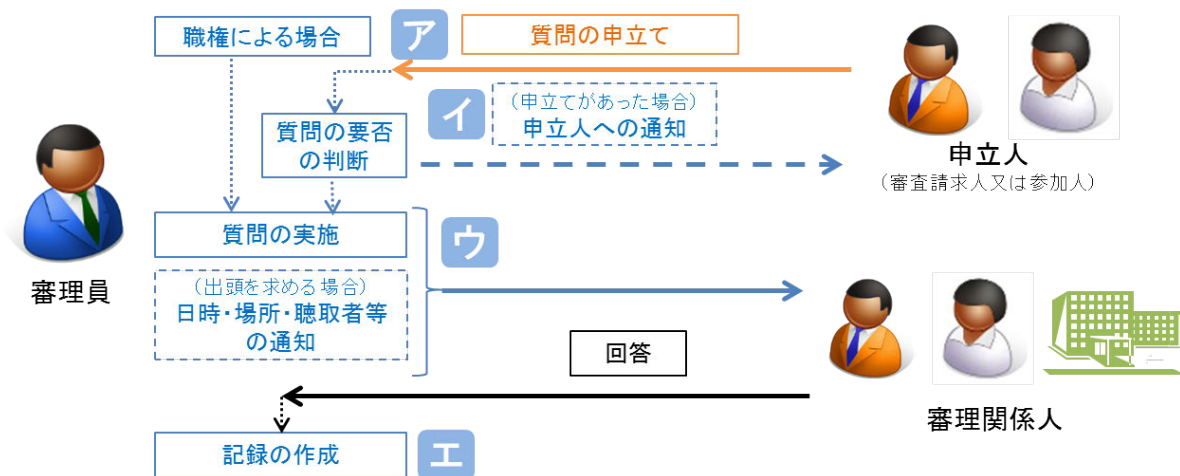 職権による場合
ア
質問の申立て
イ
(申立てがあった場合)
申立人への通知
質問の要否
の判断
申立人
(審査請求人又は参加人)
質問の実施
ウ
審理員
(出頭を求める場合)
日時・場所・聴取者等
の通知
回答
審理関係人
記録の作成
エ